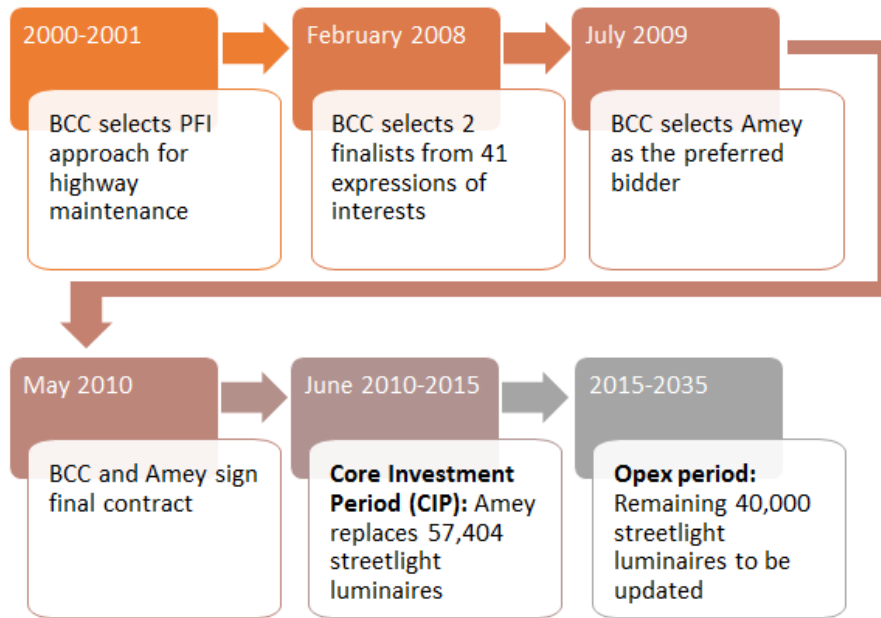 2000-2001
BCC selects PFI
approach for
highway
maintenance
February 2008
BCC selects 2
finalists from 41
expressions of
interests
July 2009
BCC selects Amey
as the preferred
bidder
May 2010
BCC and Amey sign
final contract
June 2010-2015
Core Investment
Period (CIP): Amey
replaces 57,404
streetlight
luminaires
2015-2035
Opex period:
Remaining 40,000
streetlight
luminaires to be
updated